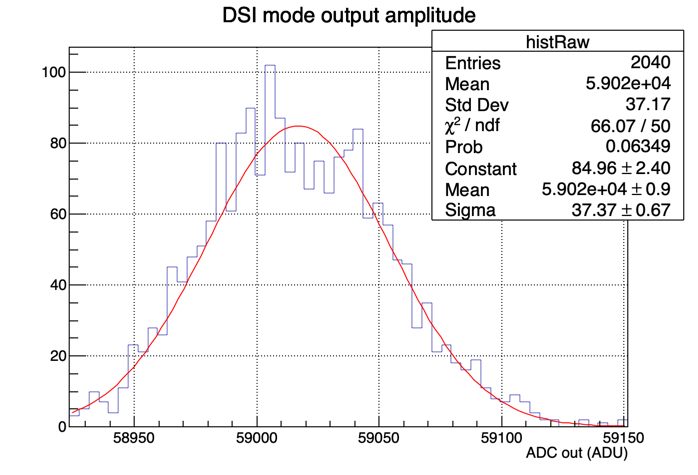 DSI mode output amplitude
histRaw
Entries 2040
Mean 5.902e+04
Std Dev 37.17
χ² / ndf 66.07 / 50
Prob 0.06349
Constant 84.96 ± 2.40
Mean 5.902e+04 ± 0.9
Sigma 37.37 ± 0.67
100
80
60
40
20
0
58950 59000 59050 59100 59150
ADC out (ADU)